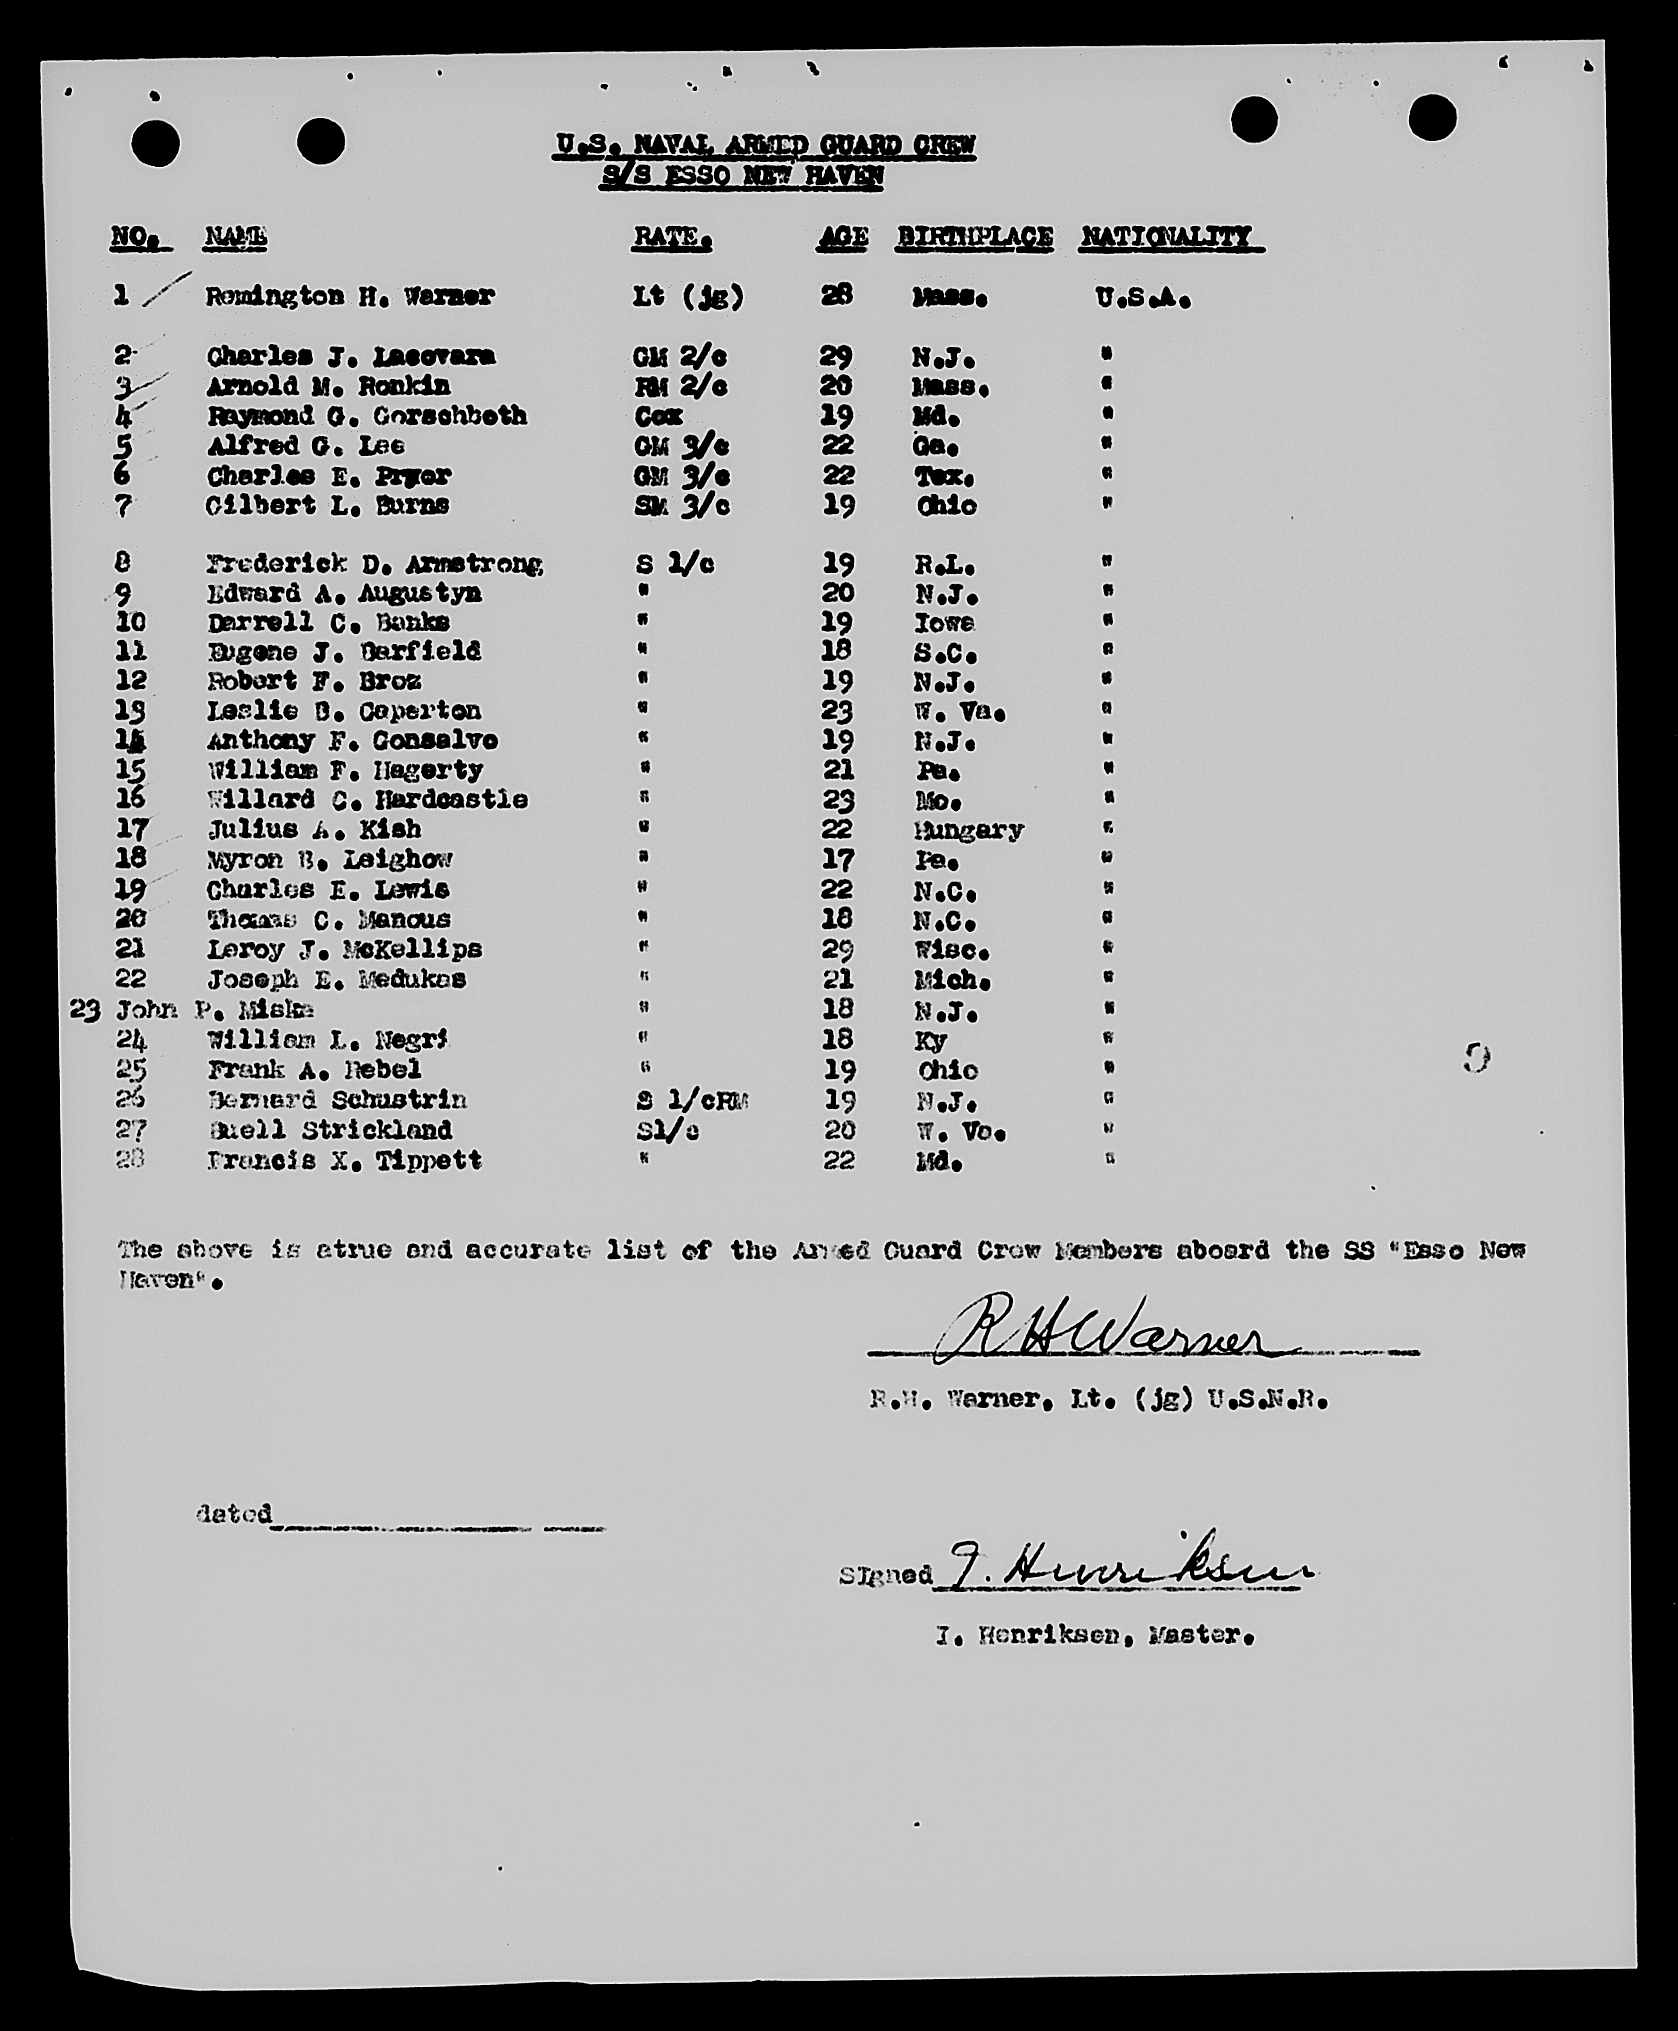 U.S. NAVAL ARMED GUARD CREW
S/S ESSO NEW HAVEN
NO. NAME RATE. AGE BIRTHPLACE NATIONALITY
1 Remington H. Warner Lt (jg) 28 Mass. U.S.A.
2 Charles J. Lacovara GM 2/c 29 N.J. "
3 Arnold M. Ronkin RM 2/c 20 Mass. "
4 Raymond G. Gorschboth Cox 19 Md. "
5 Alfred G. Lee GM 3/c 22 Ga. "
6 Charles E. Pryor GM 3/c 22 Tex. "
7 Gilbert L. Burns SM 3/c 19 Ohio "
8 Frederick D. Armstrong S 1/c 19 R.L. "
9 Edward A. Augustyn " 20 N.J. "
10 Darrell C. Banks " 19 Iowa "
11 Eugene J. Barfield " 18 S.C. "
12 Robert F. Broz " 19 N.J. "
13 Leslie B. Caperton " 23 W. Va. "
14 Anthony F. Gonsalvo " 19 N.J. "
15 William F. Hagerty " 21 Pa. "
16 Willard C. Hardcastle " 23 Mo. "
17 Julius A. Kish " 22 Hungary "
18 Myron B. Leighow " 17 Pa. "
19 Charles E. Lewis " 22 N.C. "
20 Thomas C. Manous " 18 N.C. "
21 Leroy J. McKellips " 29 Wisc. "
22 Joseph E. Medukas " 21 Mich. "
23 John P. Miska " 18 N.J. "
24 William L. Negri " 18 Ky "
25 Frank A. Rebel " 19 Ohio "
26 Bernard Schustrin S 1/cRM 19 N.J. "
27 Buell Strickland S1/c 20 W. Va. "
28 Francis X. Tippett " 22 Md. "
The above is atrue and accurate list of the Armed Guard Crew Members aboard the SS "Esso New
Haven".
R H Warner
R.H. Warner, Lt. (jg) U.S.N.R.
dated
SIgned I. Henriksen
I. Henriksen, Master.